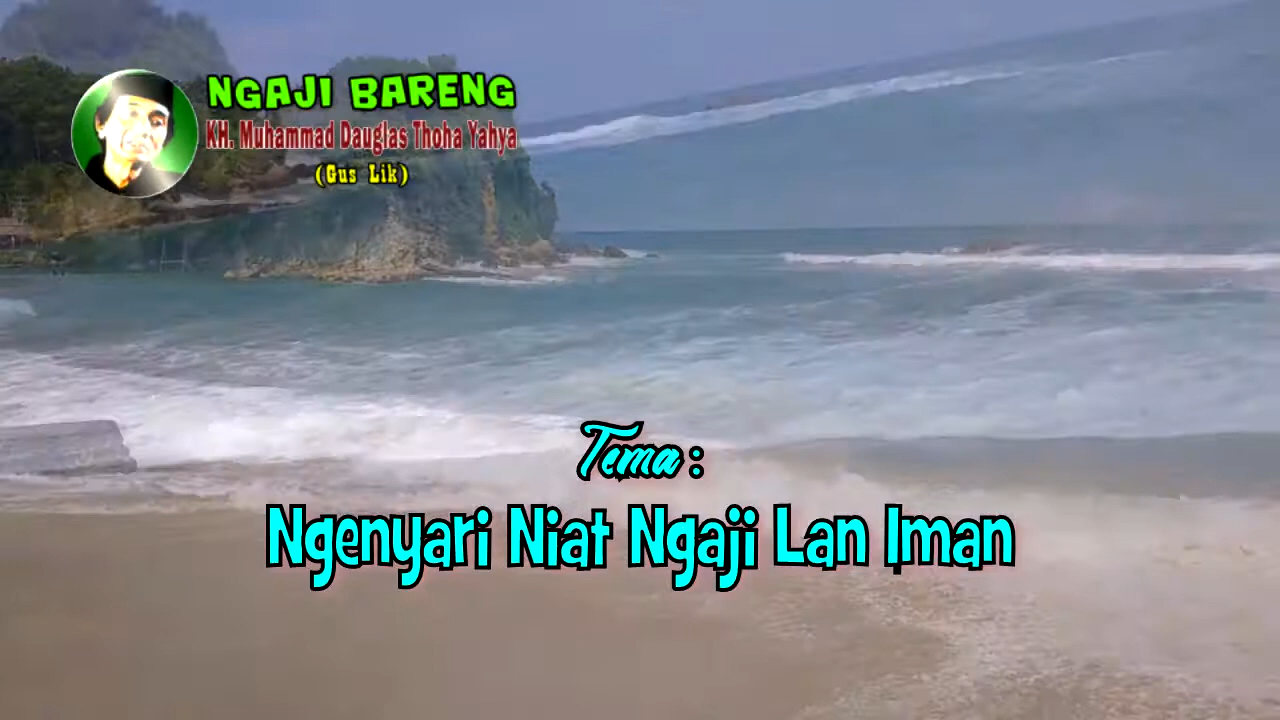 NGAJI BARENG
KH. Muhammad Dauglas Thoha Yahya
(Gus Lik)
Tema :
Ngenyari Niat Ngaji Lan Iman